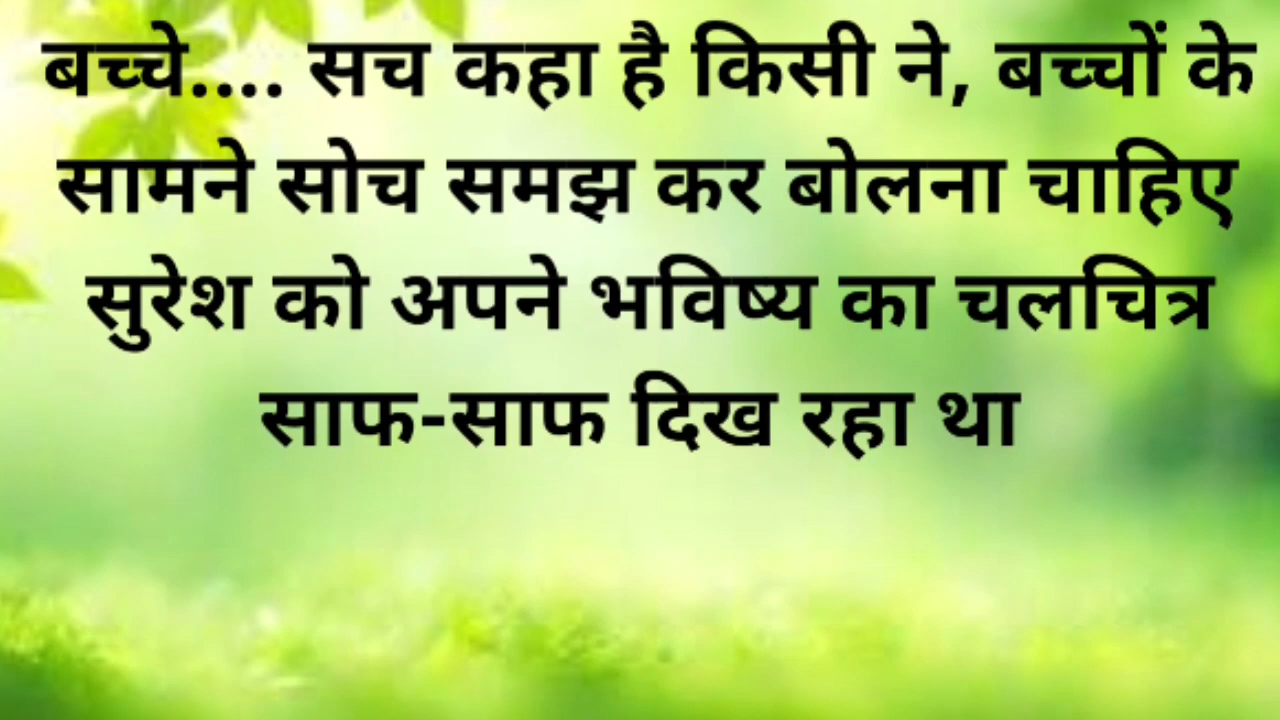 बच्चे.... सच कहा है किसी ने, बच्चों के
सामने सोच समझ कर बोलना चाहिए
सुरेश को अपने भविष्य का चलचित्र
साफ-साफ दिख रहा था